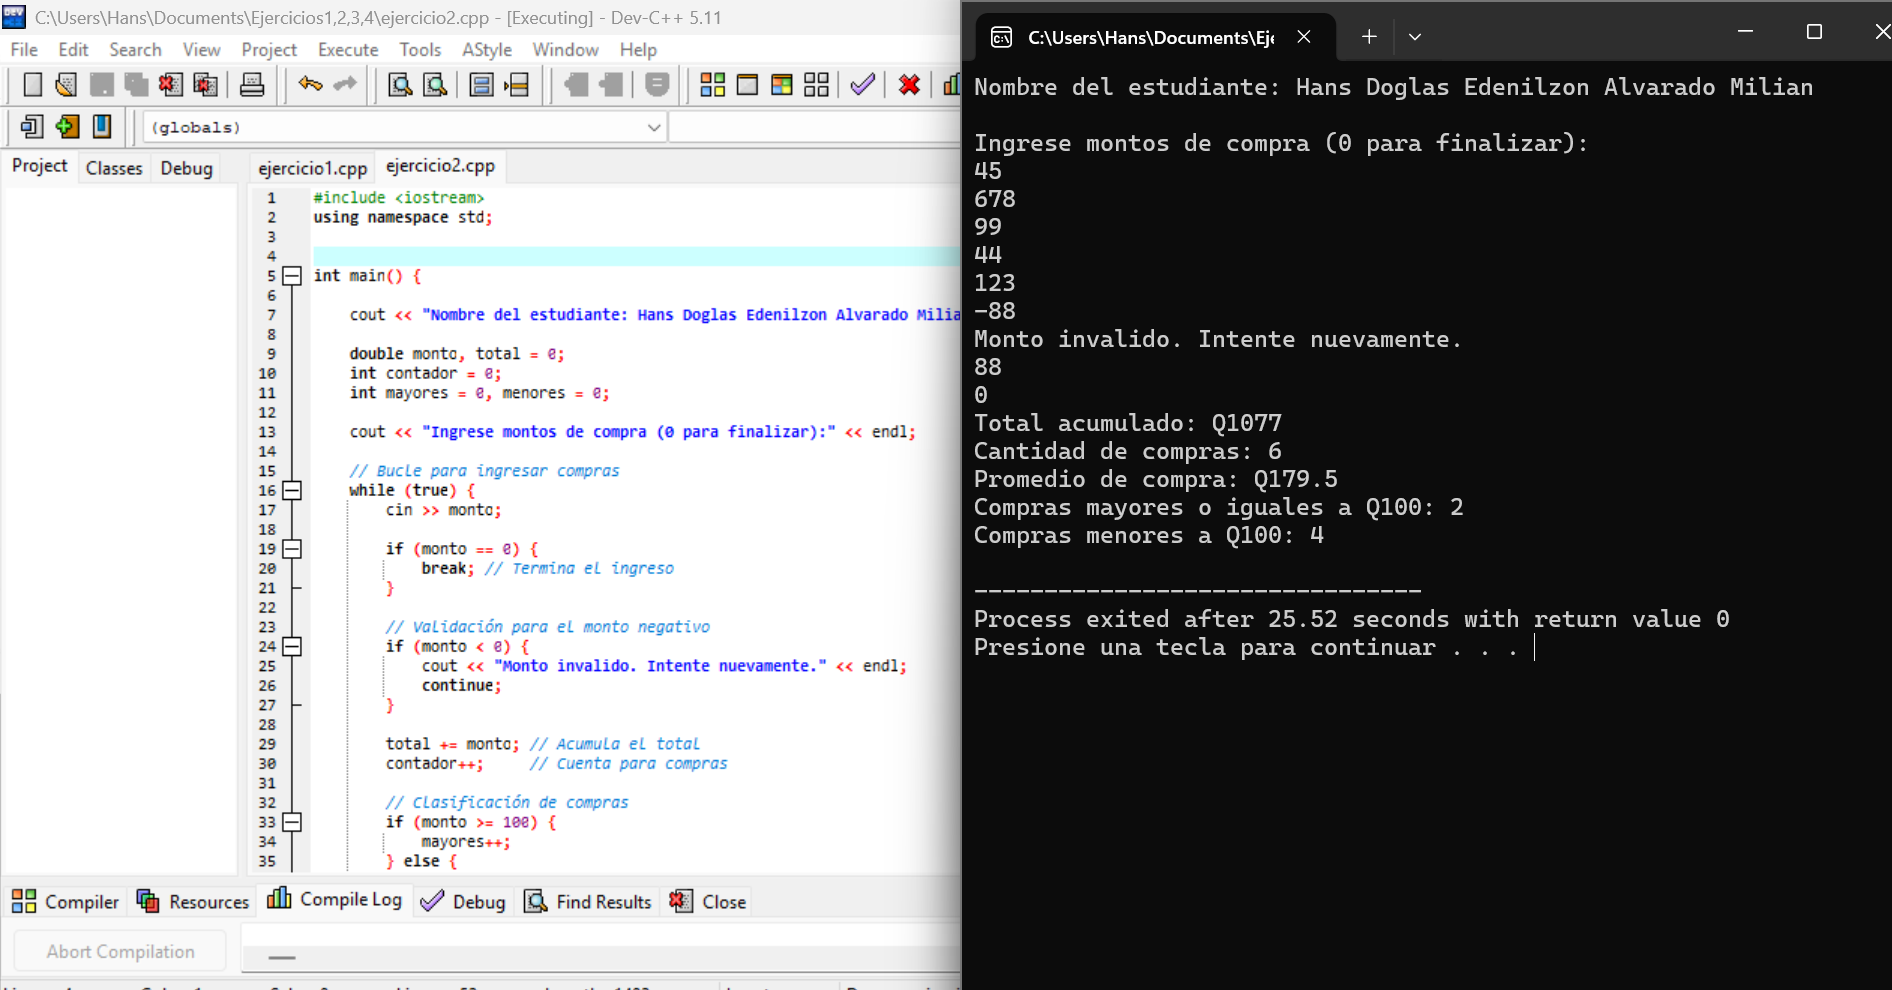 C:\Users\Hans\Documents\Ejercicios1,2,3,4\ejercicio2.cpp - [Executing] - Dev-C++ 5.11
File Edit Search View Project Execute Tools AStyle Window Help
(globals)
Project Classes Debug
ejercicio1.cpp ejercicio2.cpp
1 #include <iostream>
2 using namespace std;
3
4
5 int main() {
6
7 cout << "Nombre del estudiante: Hans Doglas Edenilzon Alvarado Milia
8
9 double monto, total = 0;
10 int contador = 0;
11 int mayores = 0, menores = 0;
12
13 cout << "Ingrese montos de compra (0 para finalizar):" << endl;
14
15 // Bucle para ingresar compras
16 while (true) {
17 cin >> monto;
18
19 if (monto == 0) {
20 break; // Termina el ingreso
21 }
22
23 // Validación para el monto negativo
24 if (monto < 0) {
25 cout << "Monto invalido. Intente nuevamente." << endl;
26 continue;
27 }
28
29 total += monto; // Acumula el total
30 contador++; // Cuenta para compras
31
32 // Clasificación de compras
33 if (monto >= 100) {
34 mayores++;
35 } else {
Compiler Resources Compile Log Debug Find Results Close
Abort Compilation
C:\Users\Hans\Documents\Eje
Nombre del estudiante: Hans Doglas Edenilzon Alvarado Milian
Ingrese montos de compra (0 para finalizar):
45
678
99
44
123
-88
Monto invalido. Intente nuevamente.
88
0
Total acumulado: Q1077
Cantidad de compras: 6
Promedio de compra: Q179.5
Compras mayores o iguales a Q100: 2
Compras menores a Q100: 4
--------------------------------
Process exited after 25.52 seconds with return value 0
Presione una tecla para continuar . . .